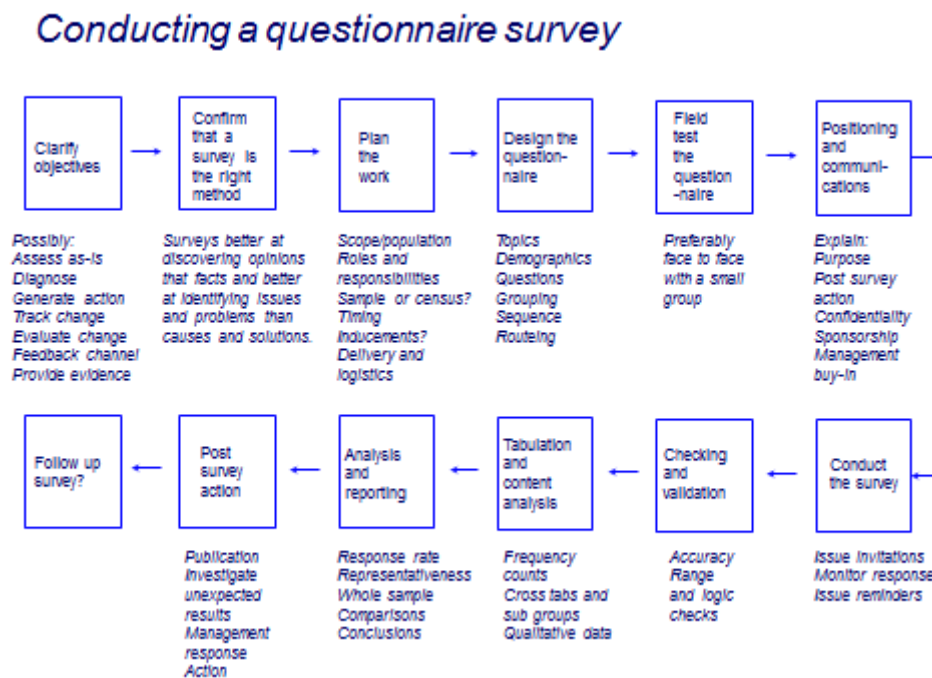 Conducting a questionnaire survey
Clarify
objectives
Possibly:
Assess as-is
Diagnose
Generate action
Track change
Evaluate change
Feedback channel
Provide evidence
Confirm
that a
survey is
the right
method
Surveys better at
discovering opinions
that facts and better
at identifying issues
and problems than
causes and solutions.
Plan
the
work
Scope/population
Roles and
responsibilities
Sample or census?
Timing
Inducements?
Delivery and
logistics
Design the
question-
naire
Topics
Demographics
Questions
Grouping
Sequence
Routeing
Field
test
the
question
-naire
Preferably
face to face
with a small
group
Positioning
and
communi-
cations
Explain:
Purpose
Post survey
action
Confidentiality
Sponsorship
Management
buy-in
Conduct
the survey
Issue invitations
Monitor response
Issue reminders
Checking
and
validation
Accuracy
Range
and logic
checks
Tabulation
and
content
analysis
Frequency
counts
Cross tabs and
sub groups
Qualitative data
Analysis
and
reporting
Response rate
Representativeness
Whole sample
Comparisons
Conclusions
Post
survey
action
Publication
Investigate
unexpected
results
Management
response
Action
Follow up
survey?